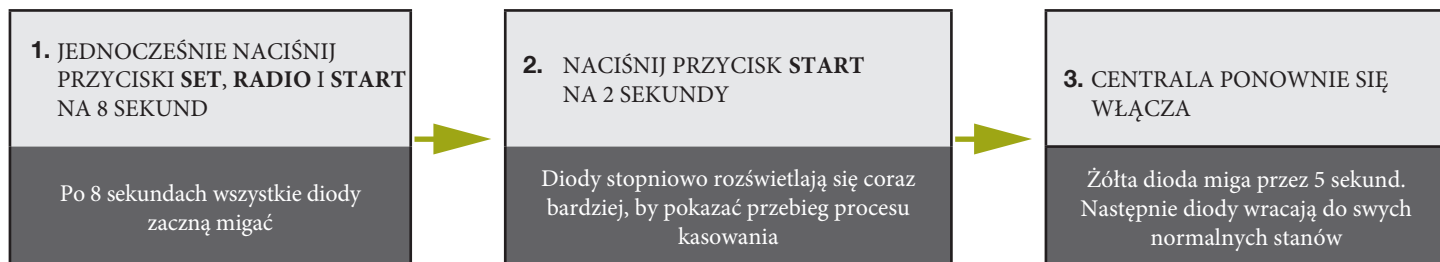 1. JEDNOCZEŚNIE NACIŚNIJ
PRZYCISKI SET, RADIO I START
NA 8 SEKUND
Po 8 sekundach wszystkie diody
zaczną migać
2. NACIŚNIJ PRZYCISK START
NA 2 SEKUNDY
Diody stopniowo rozświetlają się coraz
bardziej, by pokazać przebieg procesu
kasowania
3. CENTRALA PONOWNIE SIĘ
WŁĄCZA
Żółta dioda miga przez 5 sekund.
Następnie diody wracają do swych
normalnych stanów